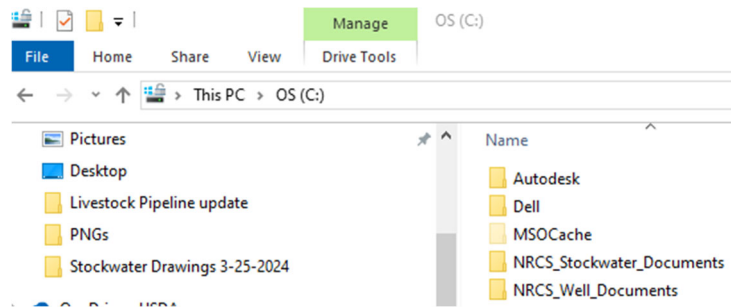 Manage OS (C:)
File Home Share View Drive Tools
This PC > OS (C:)
Pictures
Desktop
Livestock Pipeline update
PNGs
Stockwater Drawings 3-25-2024
Name
Autodesk
Dell
MSOCache
NRCS_Stockwater_Documents
NRCS_Well_Documents